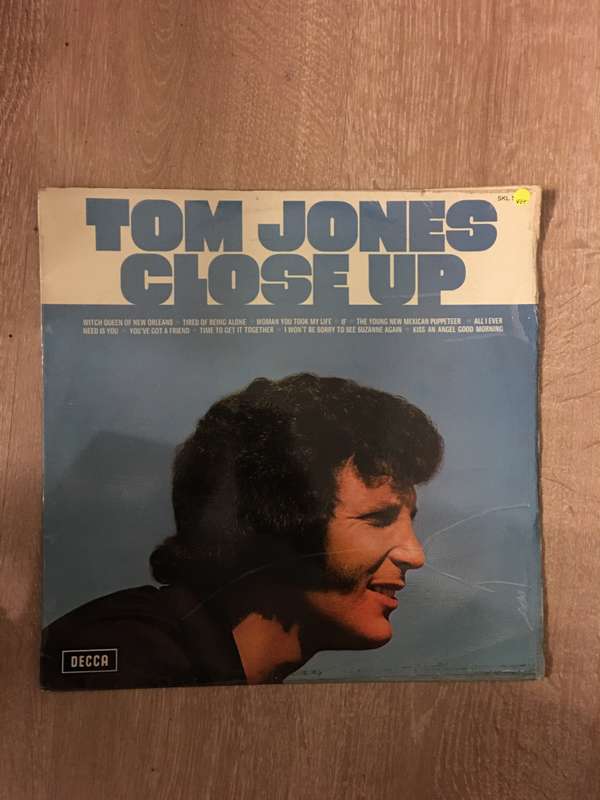 SKL
TOM JONES
CLOSE UP
WITCH QUEEN OF NEW ORLEANS TIRED OF BEING ALONE WOMAN YOU TOOK MY LIFE IF THE YOUNG NEW MEXICAN PUPPETEER ALL I EVER
NEED IS YOU YOU'VE GOT A FRIEND TIME TO GET IT TOGETHER I WON'T BE SORRY TO SEE SUZANNE AGAIN KISS AN ANGEL GOOD MORNING
DECCA